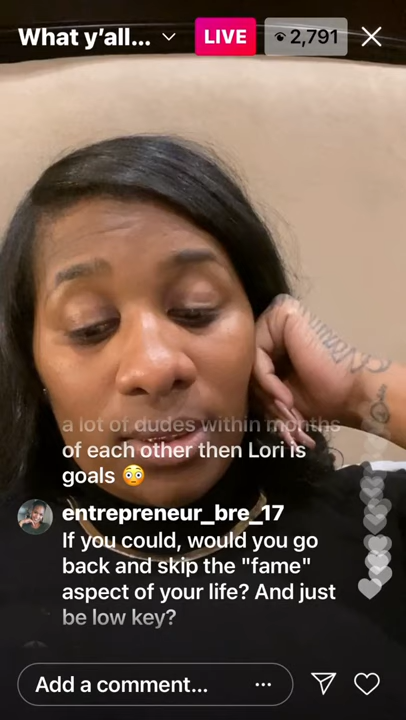 What y'all...
LIVE
2,791
a lot of dudes within months
of each other then Lori is
goals 😳
entrepreneur_bre_17
If you could, would you go
back and skip the "fame"
aspect of your life? And just
be low key?
Add a comment...